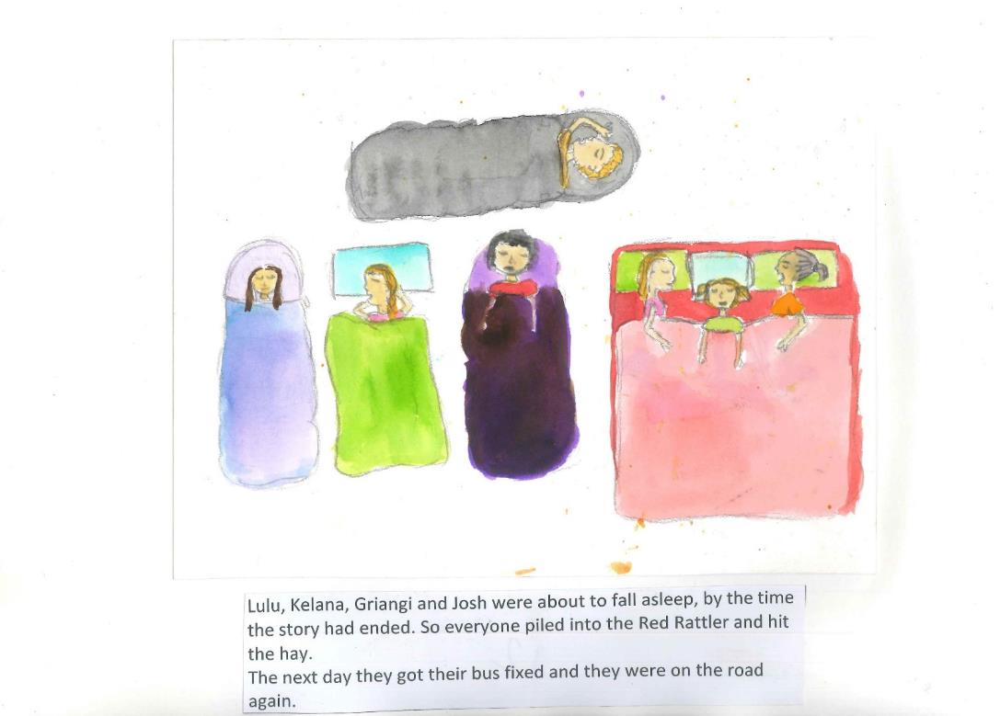 Lulu, Kelana, Griangi and Josh were about to fall asleep, by the time
the story had ended. So everyone piled into the Red Rattler and hit
the hay.
The next day they got their bus fixed and they were on the road
again.